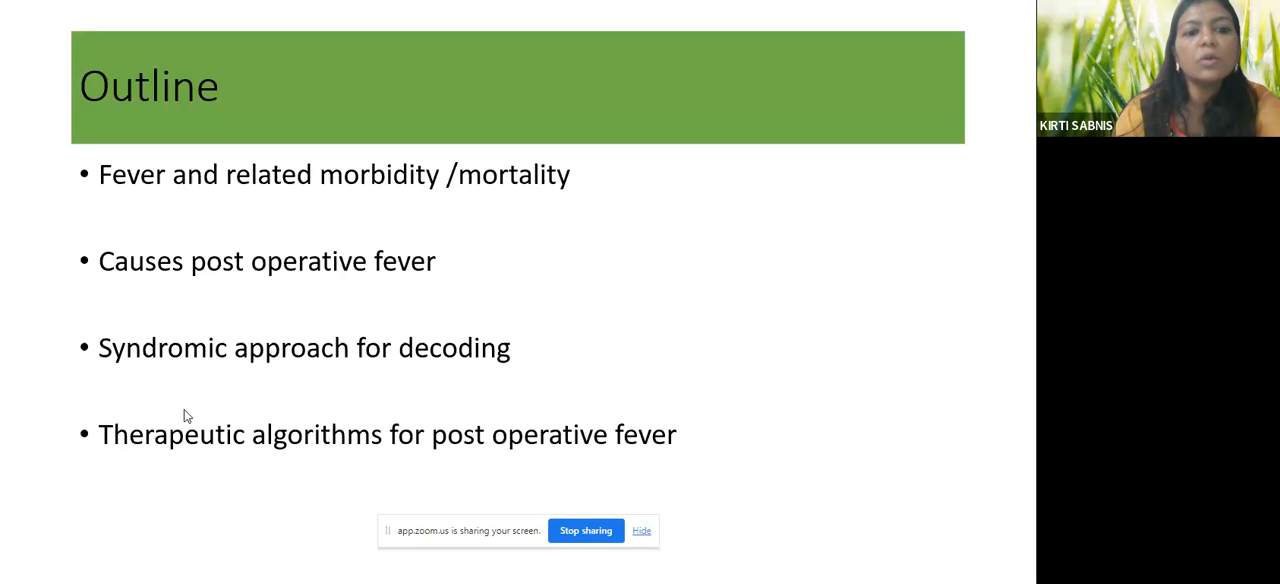 Outline
• Fever and related morbidity /mortality
• Causes post operative fever
• Syndromic approach for decoding
• Therapeutic algorithms for post operative fever
app.zoom.us is sharing your screen. Stop sharing Hide
KIRTI SABNIS